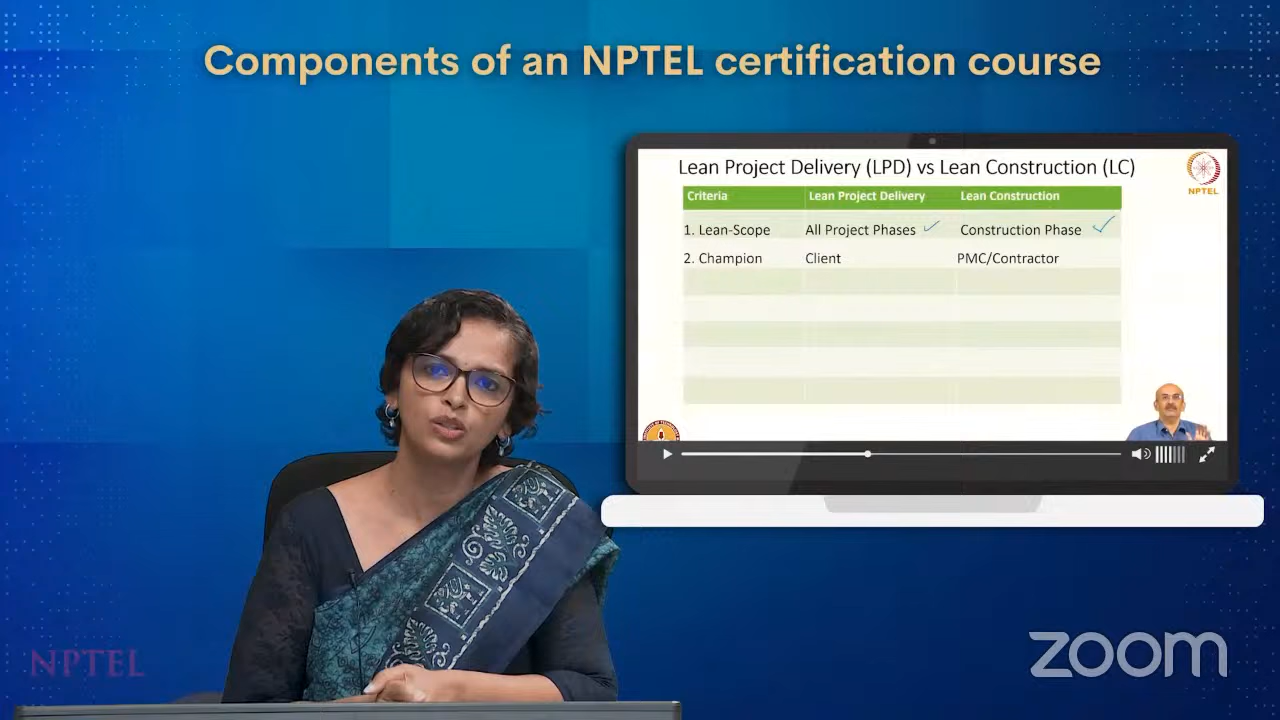 Components of an NPTEL certification course
Lean Project Delivery (LPD) vs Lean Construction (LC)
NPTEL
Criteria Lean Project Delivery Lean Construction
1. Lean-Scope All Project Phases Construction Phase
2. Champion Client PMC/Contractor
NPTEL
zoom